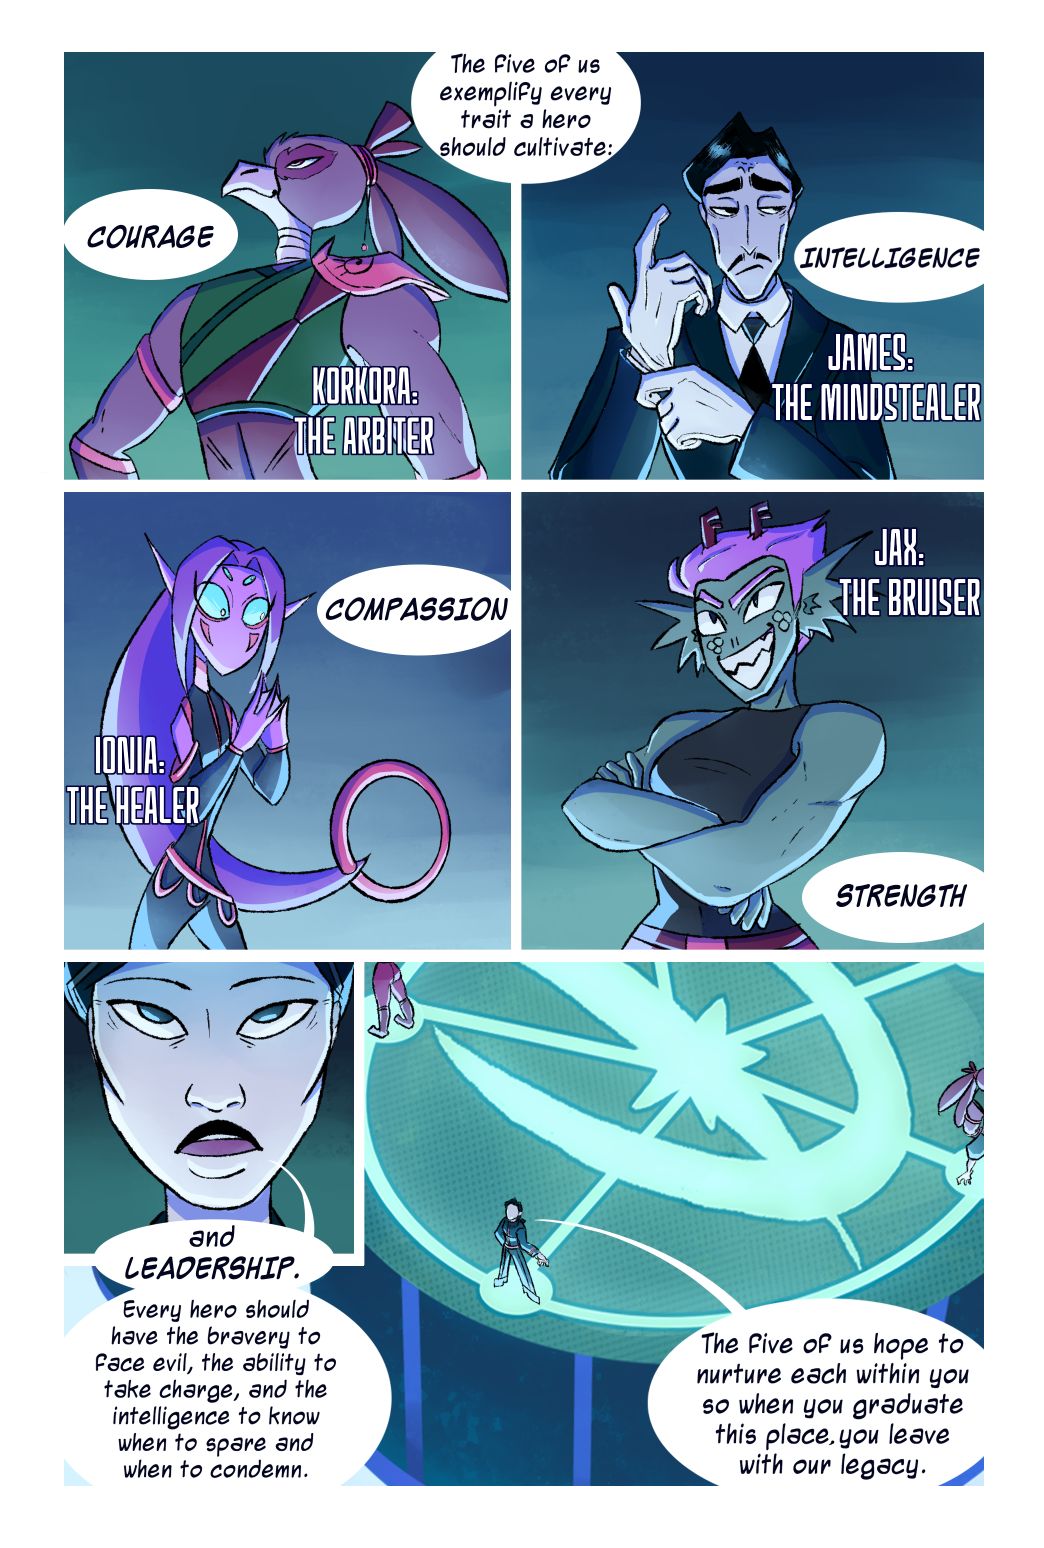 The five of us
exemplify every
trait a hero
should cultivate:
COURAGE
KORKORA:
THE ARBITER
INTELLIGENCE
JAMES:
THE MINDSTEALER
COMPASSION
IONIA:
THE HEALER
JAX:
THE BRUISER
STRENGTH
and
LEADERSHIP.
Every hero should
have the bravery to
face evil, the ability to
take charge, and the
intelligence to know
when to spare and
when to condemn.
The five of us hope to
nurture each within you
so when you graduate
this place, you leave
with our legacy.